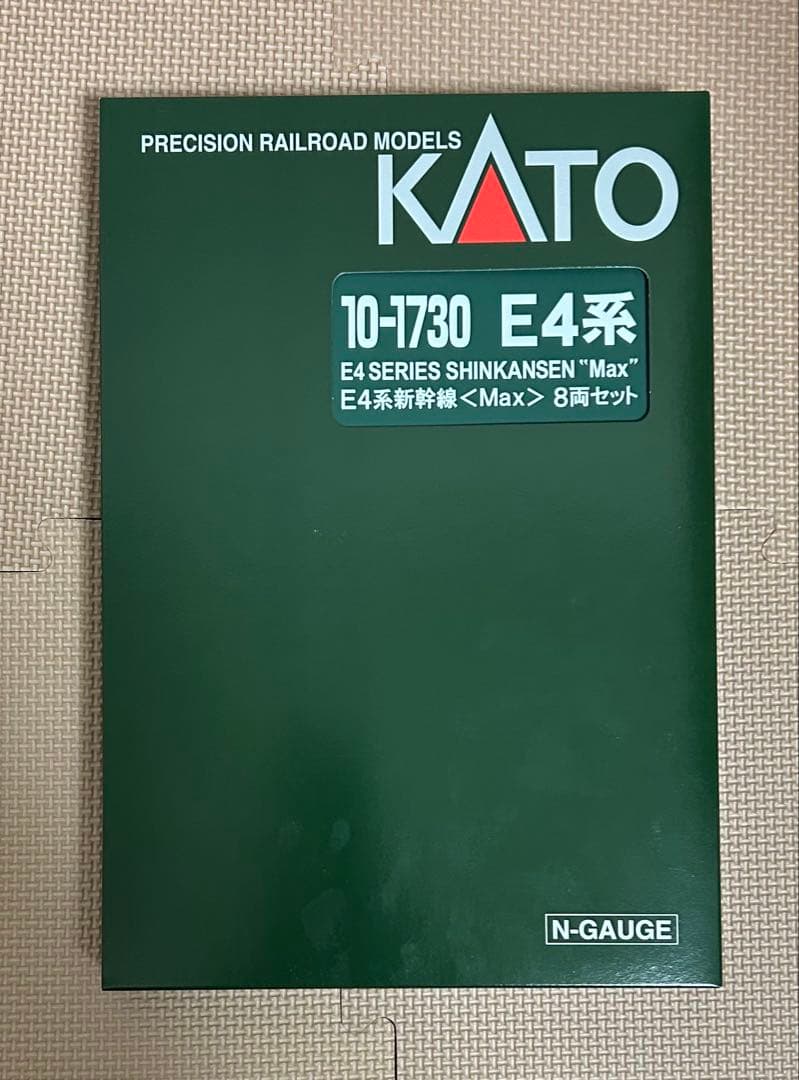 PRECISION RAILROAD MODELS
KATO
10-1730 E4系
E4 SERIES SHINKANSEN "Max"
E4系新幹線<Max> 8両セット
N-GAUGE